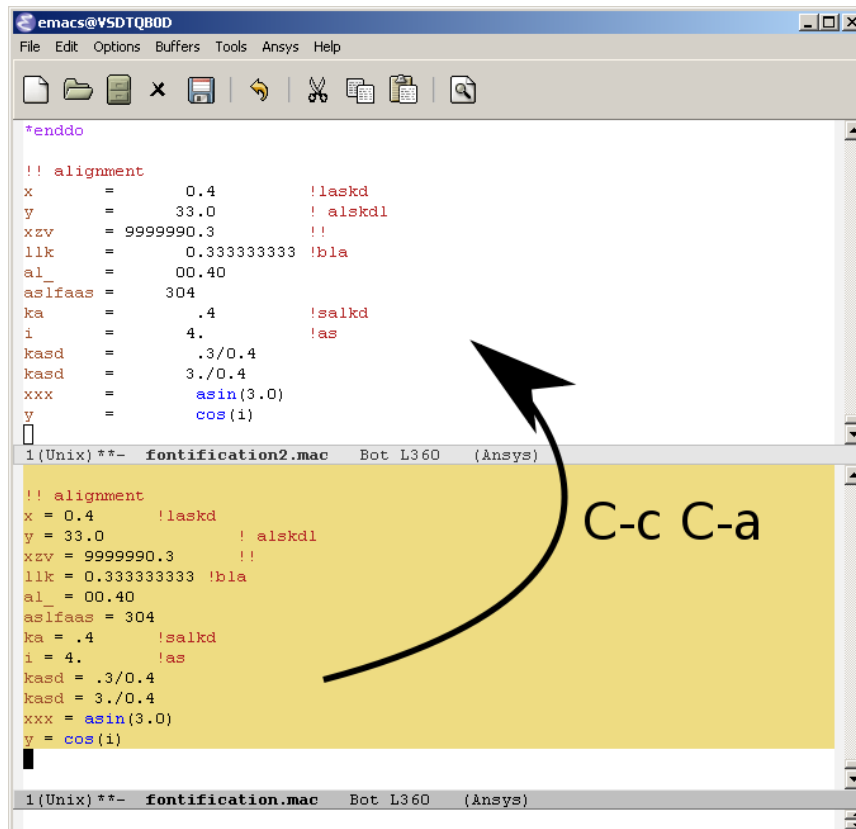 emacs@VSDTQB0D
File Edit Options Buffers Tools Ansys Help
*enddo
!! alignment
x       =       0.4         !laskd
y       =      33.0         ! alskdl
xzv     = 9999990.3         !!
llk     =       0.333333333 !bla
al_     =      00.40
aslfaas =     304
ka      =        .4         !salkd
i       =       4.          !as
kasd    =        .3/0.4
kasd    =       3./0.4
xxx     =        asin(3.0)
y       =        cos(i)
1(Unix)**-  fontification2.mac   Bot L360   (Ansys)
!! alignment
x = 0.4      !laskd
y = 33.0             ! alskdl
xzv = 9999990.3      !!
llk = 0.333333333 !bla
al_ = 00.40
aslfaas = 304
ka = .4      !salkd
i = 4.       !as
kasd = .3/0.4
kasd = 3./0.4
xxx = asin(3.0)
y = cos(i)
C-c C-a
1(Unix)**-  fontification.mac   Bot L360   (Ansys)